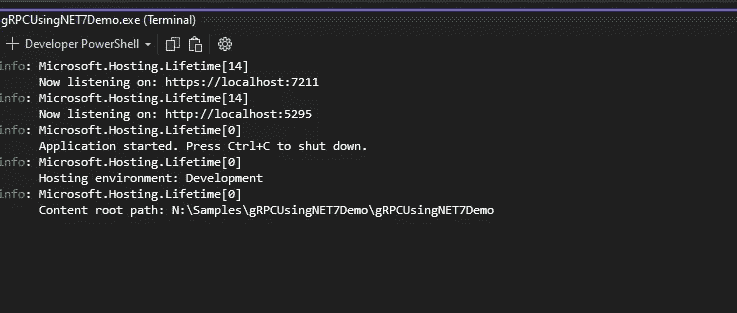 gRPCUsingNET7Demo.exe (Terminal)
Developer PowerShell
info: Microsoft.Hosting.Lifetime[14]
Now listening on: https://localhost:7211
info: Microsoft.Hosting.Lifetime[14]
Now listening on: http://localhost:5295
info: Microsoft.Hosting.Lifetime[0]
Application started. Press Ctrl+C to shut down.
info: Microsoft.Hosting.Lifetime[0]
Hosting environment: Development
info: Microsoft.Hosting.Lifetime[0]
Content root path: N:\Samples\gRPCUsingNET7Demo\gRPCUsingNET7Demo